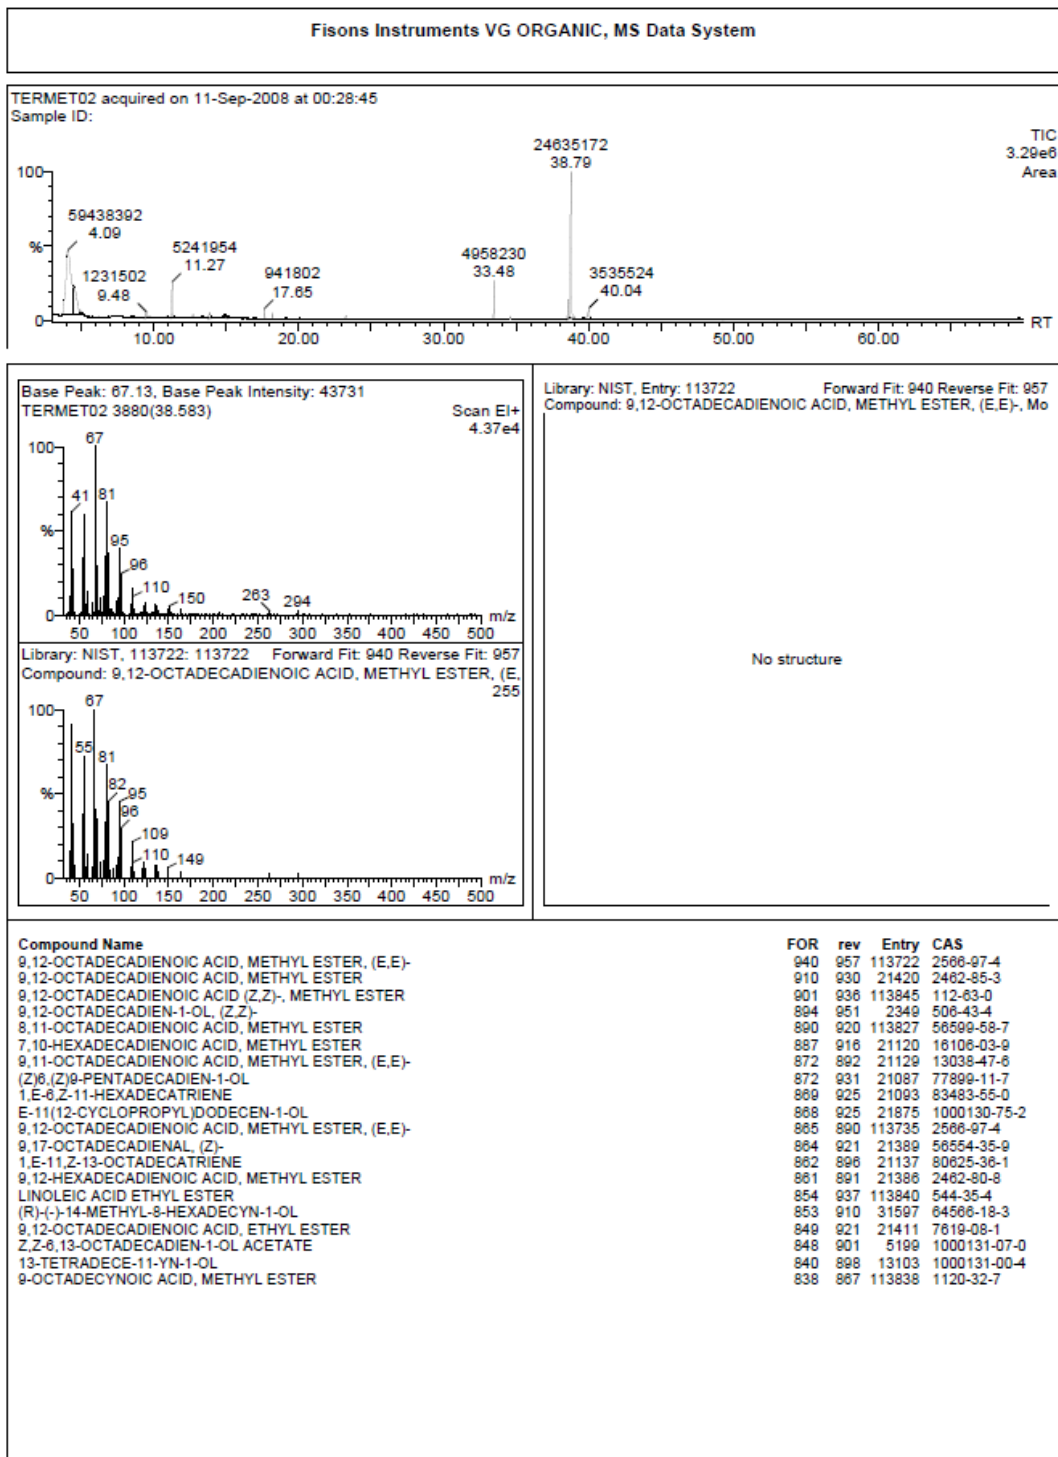 Fisons Instruments VG ORGANIC, MS Data System
TERMET02 acquired on 11-Sep-2008 at 00:28:45
Sample ID:
TIC
3.29e6
Area
24635172
38.79
100
59438392
4.09
%
1231502
9.48
5241954
11.27
941802
17.65
4958230
33.48
3535524
40.04
0
RT
10.00 20.00 30.00 40.00 50.00 60.00
Base Peak: 67.13, Base Peak Intensity: 43731
TERMET02 3880(38.583) Scan EI+
4.37e4
100
67
41
81
%
95
96
110
150
263
294
0
m/z
50 100 150 200 250 300 350 400 450 500
Library: NIST, 113722: 113722 Forward Fit: 940 Reverse Fit: 957
Compound: 9,12-OCTADECADIENOIC ACID, METHYL ESTER, (E,
255
100
67
55
81
%
82
95
96
109
110
149
0
m/z
50 100 150 200 250 300 350 400 450 500
Library: NIST, Entry: 113722 Forward Fit: 940 Reverse Fit: 957
Compound: 9,12-OCTADECADIENOIC ACID, METHYL ESTER, (E,E)-, Mo
No structure
Compound Name FOR rev Entry CAS
9,12-OCTADECADIENOIC ACID, METHYL ESTER, (E,E)- 940 957 113722 2566-97-4
9,12-OCTADECADIENOIC ACID, METHYL ESTER 910 930 21420 2462-85-3
9,12-OCTADECADIENOIC ACID (Z,Z)-, METHYL ESTER 901 936 113845 112-63-0
9,12-OCTADECADIEN-1-OL, (Z,Z)- 894 951 2349 506-43-4
8,11-OCTADECADIENOIC ACID, METHYL ESTER 890 920 113827 56599-58-7
7,10-HEXADECADIENOIC ACID, METHYL ESTER 887 916 21120 16106-03-9
9,11-OCTADECADIENOIC ACID, METHYL ESTER, (E,E)- 872 892 21129 13038-47-6
(Z)6,(Z)9-PENTADECADIEN-1-OL 872 931 21087 77899-11-7
1,E-6,Z-11-HEXADECATRIENE 869 925 21093 83483-55-0
E-11(12-CYCLOPROPYL)DODECEN-1-OL 868 925 21875 1000130-75-2
9,12-OCTADECADIENOIC ACID, METHYL ESTER, (E,E)- 865 890 113735 2566-97-4
9,17-OCTADECADIENAL, (Z)- 864 921 21389 56554-35-9
1,E-11,Z-13-OCTADECATRIENE 862 896 21137 80625-36-1
9,12-HEXADECADIENOIC ACID, METHYL ESTER 861 891 21386 2462-80-8
LINOLEIC ACID ETHYL ESTER 854 937 113840 544-35-4
(R)-(-)-14-METHYL-8-HEXADECYN-1-OL 853 910 31597 64566-18-3
9,12-OCTADECADIENOIC ACID, ETHYL ESTER 849 921 21411 7619-08-1
Z,Z-6,13-OCTADECADIEN-1-OL ACETATE 848 901 5199 1000131-07-0
13-TETRADECE-11-YN-1-OL 840 898 13103 1000131-00-4
9-OCTADECYNOIC ACID, METHYL ESTER 838 867 113838 1120-32-7